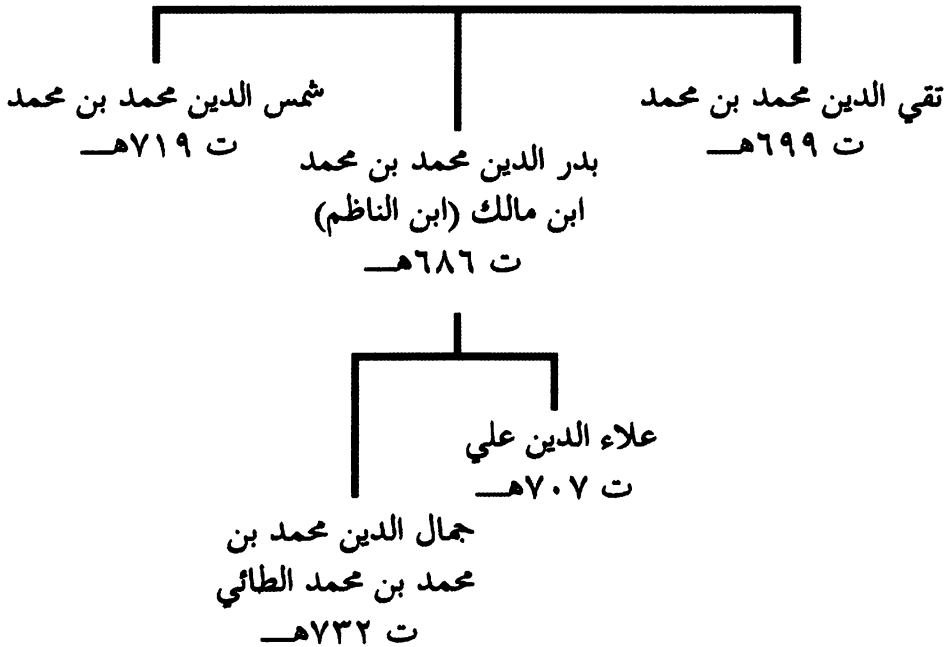 تقي الدين محمد بن محمد
ت ٦٩٩هـ
بدر الدين محمد بن محمد
ابن مالك (ابن الناظم)
ت ٦٨٦هـ
شمس الدين محمد بن محمد
ت ٧١٩هـ
علاء الدين علي
ت ٧٠٧هـ
جمال الدين محمد بن
محمد بن محمد الطائي
ت ٧٣٢هـ